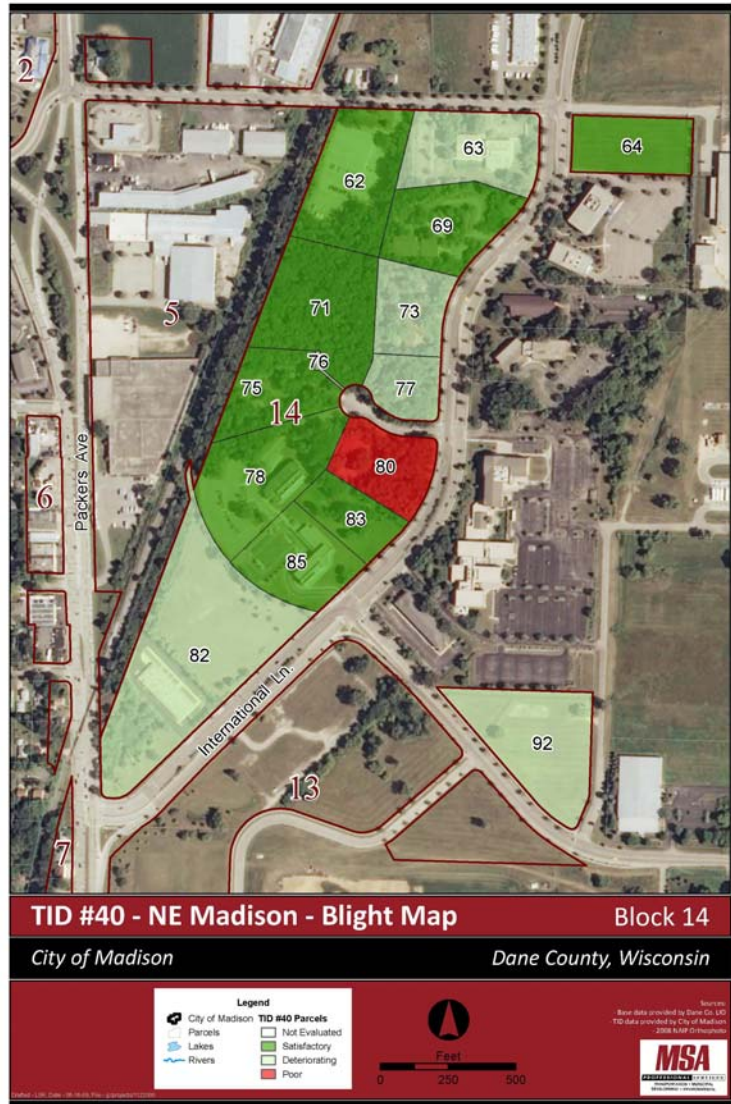 2
63
64
62
69
5
71
73
76
75
77
14
80
78
6
Packers Ave
83
85
82
International Ln.
92
13
7
TID #40 - NE Madison - Blight Map
Block 14
City of Madison
Dane County, Wisconsin
Legend
City of Madison
Parcels
Lakes
Rivers
TID #40 Parcels
Not Evaluated
Satisfactory
Deteriorating
Poor
Feet
0 250 500
Sources:
- Base data provided by Dane Co. LIO
- TID data provided by City of Madison
- 2008 NAIP Orthophoto
MSA
PROFESSIONAL SERVICES